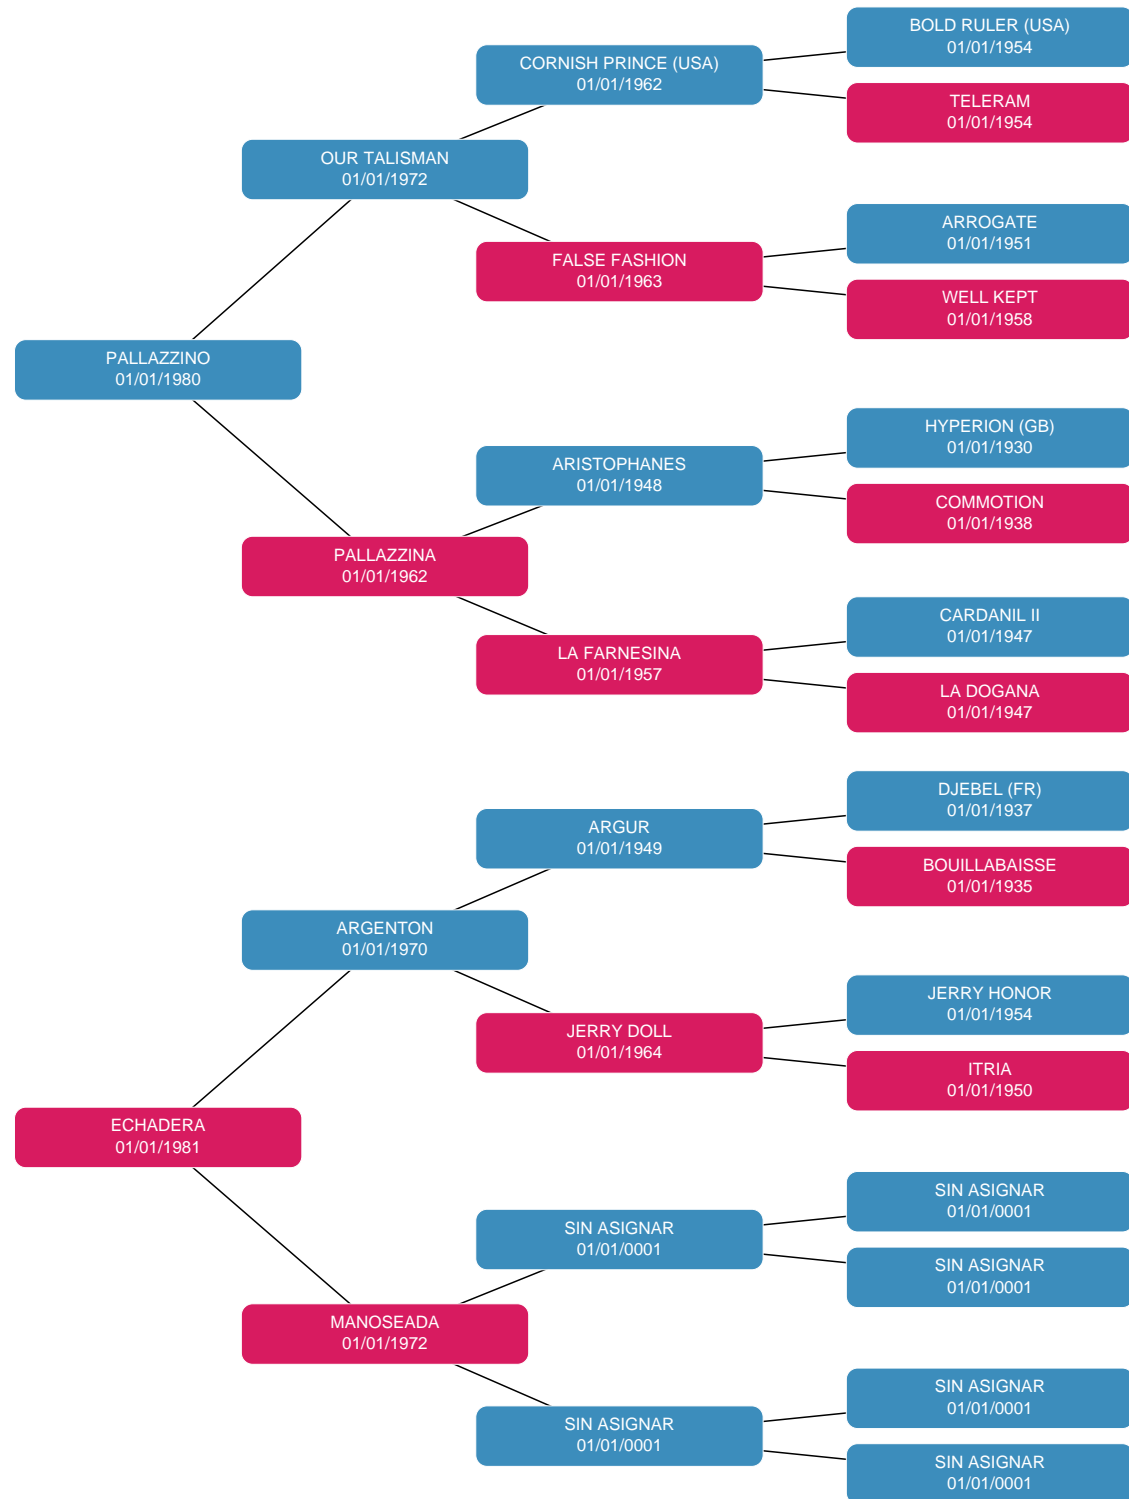 BOLD RULER (USA)
01/01/1954
CORNISH PRINCE (USA)
01/01/1962
TELERAM
01/01/1954
OUR TALISMAN
01/01/1972
ARROGATE
01/01/1951
FALSE FASHION
01/01/1963
WELL KEPT
01/01/1958
PALLAZZINO
01/01/1980
HYPERION (GB)
01/01/1930
ARISTOPHANES
01/01/1948
COMMOTION
01/01/1938
PALLAZZINA
01/01/1962
CARDANIL II
01/01/1947
LA FARNESINA
01/01/1957
LA DOGANA
01/01/1947
DJEBEL (FR)
01/01/1937
ARGUR
01/01/1949
BOUILLABAISSE
01/01/1935
ARGENTON
01/01/1970
JERRY HONOR
01/01/1954
JERRY DOLL
01/01/1964
ITRIA
01/01/1950
ECHADERA
01/01/1981
SIN ASIGNAR
01/01/0001
SIN ASIGNAR
01/01/0001
SIN ASIGNAR
01/01/0001
MANOSEADA
01/01/1972
SIN ASIGNAR
01/01/0001
SIN ASIGNAR
01/01/0001
SIN ASIGNAR
01/01/0001